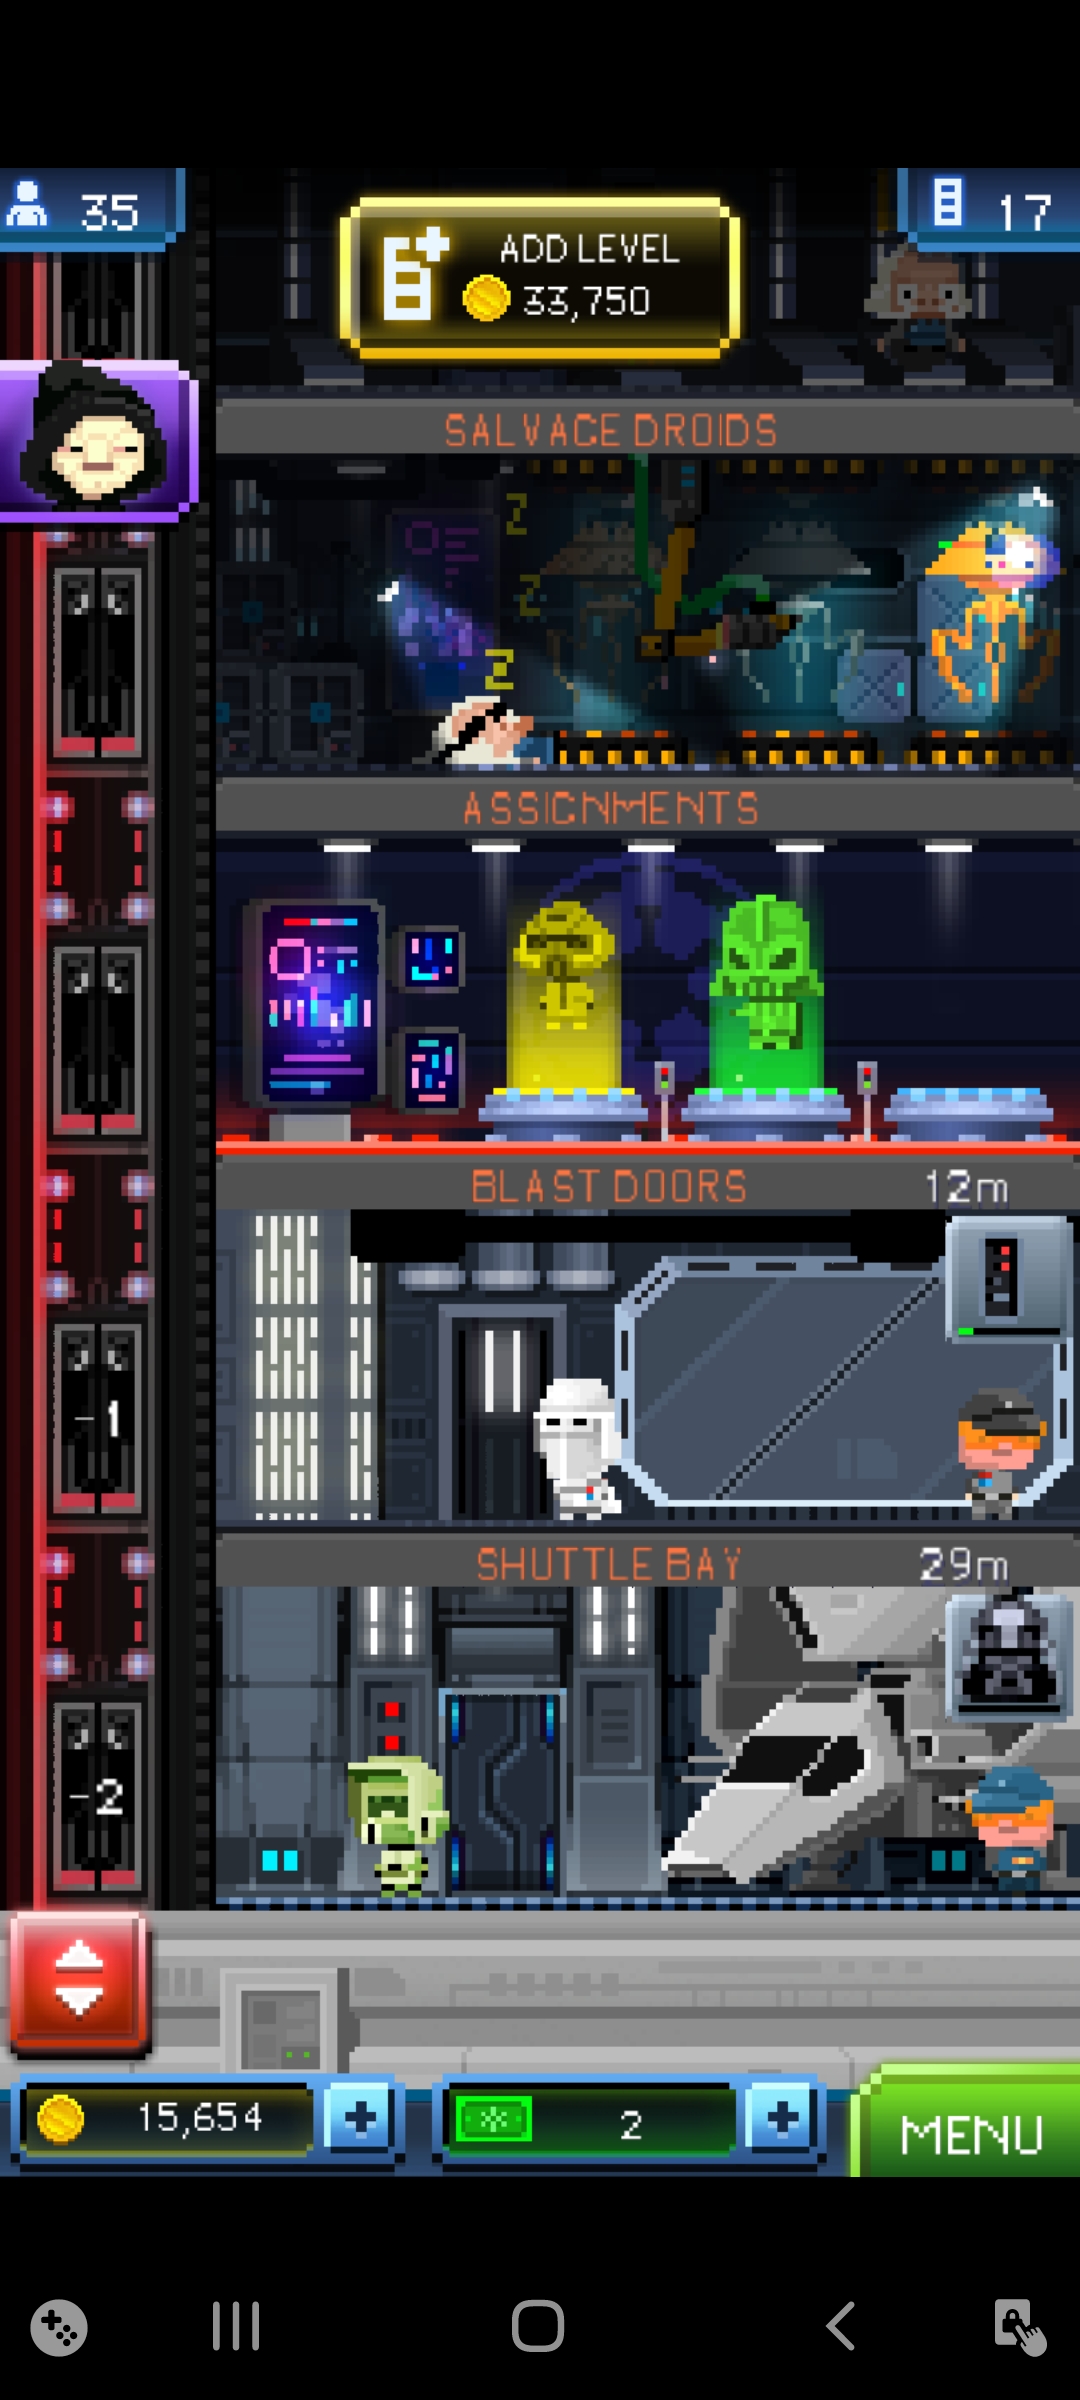 35
ADD LEVEL
33,750
17
SALVAGE DROIDS
Z
Z
Z
ASSIGNMENTS
BLAST DOORS 12m
-1
SHUTTLE BAY 29m
-2
15,654
2
MENU